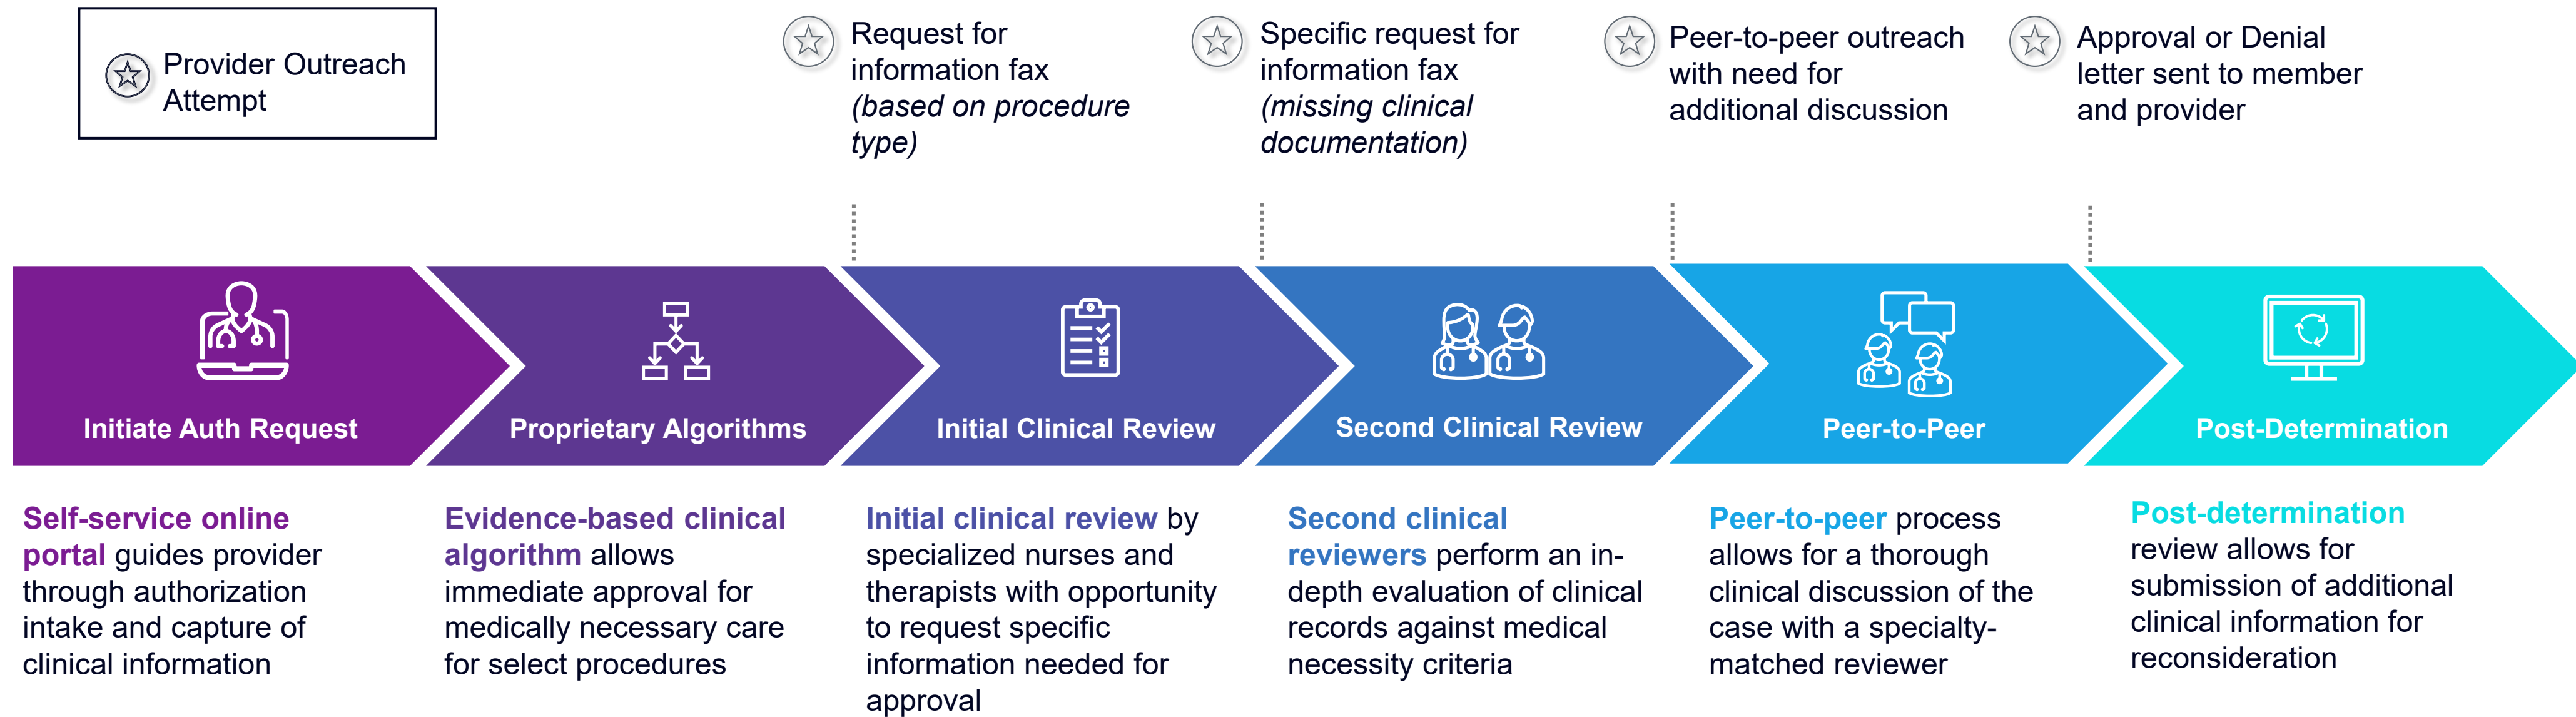 Provider Outreach
Attempt
Request for
information fax
(based on procedure
type)
Specific request for
information fax
(missing clinical
documentation)
Peer-to-peer outreach
with need for
additional discussion
Approval or Denial
letter sent to member
and provider
Initiate Auth Request
Proprietary Algorithms
Initial Clinical Review
Second Clinical Review
Peer-to-Peer
Post-Determination
Self-service online
portal guides provider
through authorization
intake and capture of
clinical information
Evidence-based clinical
algorithm allows
immediate approval for
medically necessary care
for select procedures
Initial clinical review by
specialized nurses and
therapists with opportunity
to request specific
information needed for
approval
Second clinical
reviewers perform an in-
depth evaluation of clinical
records against medical
necessity criteria
Peer-to-peer process
allows for a thorough
clinical discussion of the
case with a specialty-
matched reviewer
Post-determination
review allows for
submission of additional
clinical information for
reconsideration